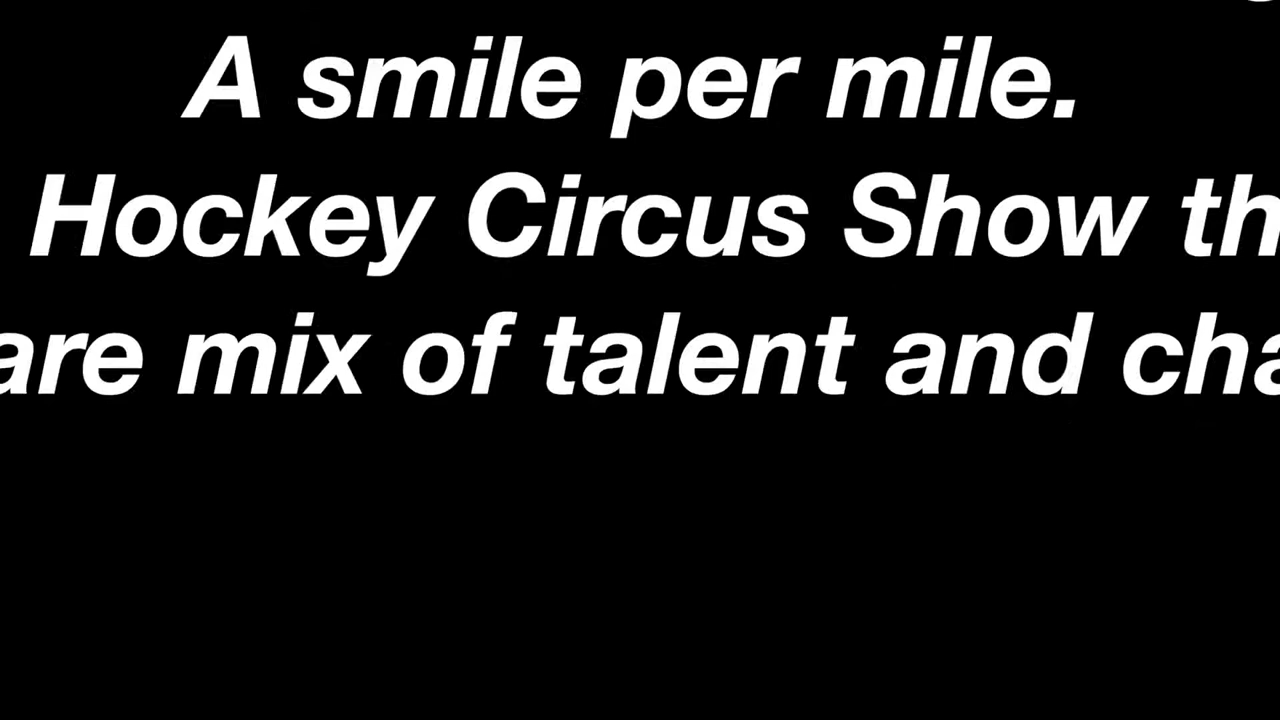 A smile per mile.
Hockey Circus Show
mix of talent and